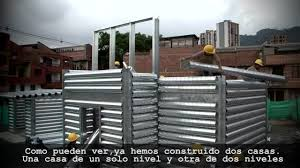 Como pueden ver,ya hemos construido dos casas.
Una casa de un solo nivel y otra de dos niveles